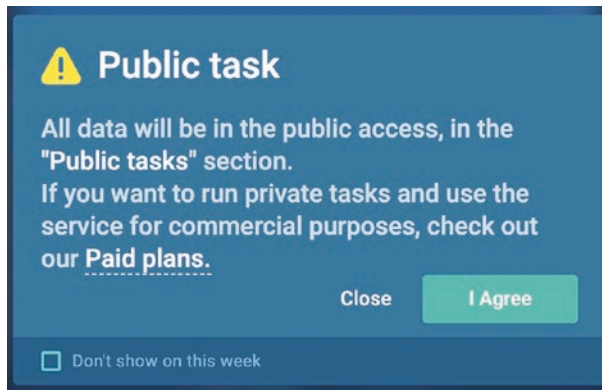 Public task
All data will be in the public access, in the
"Public tasks" section.
If you want to run private tasks and use the
service for commercial purposes, check out
our Paid plans.
Close
I Agree
Don't show on this week